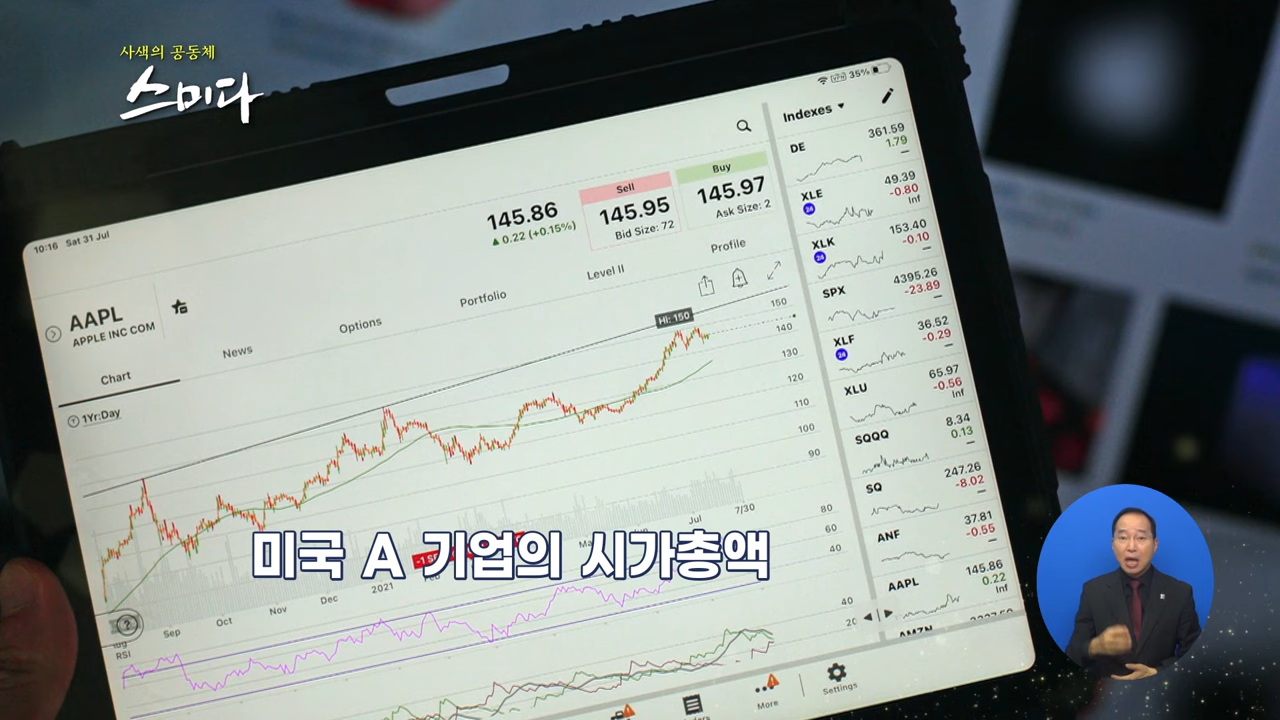 사색의 공동체
스미다
10:16 Sat 31 Jul
35%
AAPL
APPLE INC COM
145.86
▲0.22 (+0.15%)
Sell
145.95
Bid Size: 72
Buy
145.97
Ask Size: 2
Chart
News
Options
Portfolio
Level II
Profile
1Yr:Day
Hi: 150
150
140
130
120
110
100
90
80
60
40
40
Sep
Oct
Nov
Dec
2021
Jul
7/30
RSI
Indexes
DE
361.59
1.79
XLE
49.39
-0.80
Inf
XLK
153.40
-0.10
SPX
4395.26
-23.89
XLF
36.52
-0.29
XLU
65.97
-0.56
Inf
SQQQ
8.34
0.13
SQ
247.26
-8.02
ANF
37.81
-0.55
AAPL
145.86
0.22
Inf
AMZN
More
Settings
미국 A 기업의 시가총액